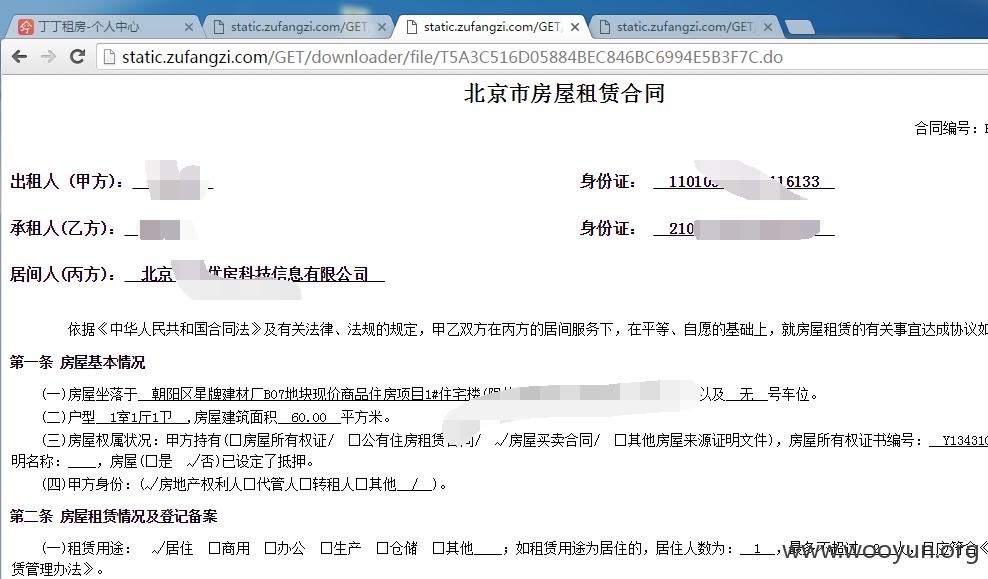 丁丁租房-个人中心 static.zufangzi.com/GET, static.zufangzi.com/GET, static.zufangzi.com/GET,
static.zufangzi.com/GET/downloader/file/T5A3C516D05884BEC846BC6994E5B3F7C.do
北京市房屋租赁合同
合同编号：
出租人（甲方）： 身份证： 11010 116133
承租人(乙方)： 身份证： 210
居间人(丙方)： 北京 优房科技信息有限公司
依据《中华人民共和国合同法》及有关法律、法规的规定，甲乙双方在丙方的居间服务下，在平等、自愿的基础上，就房屋租赁的有关事宜达成协议如
第一条 房屋基本情况
(一)房屋坐落于 朝阳区星牌建材厂B07地块现价商品住房项目1#住宅楼( 以及 无 号车位。
(二)户型 1室1厅1卫 ,房屋建筑面积 60.00 平方米。
(三)房屋权属状况：甲方持有(□房屋所有权证/ □公有住房租赁合同/ √房屋买卖合同/ □其他房屋来源证明文件)，房屋所有权证书编号： Y13431
明名称：____，房屋(□是 √否)已设定了抵押。
(四)甲方身份：(√房地产权利人□代管人□转租人□其他__/__)。
第二条 房屋租赁情况及登记备案
(一)租赁用途： √居住 □商用 □办公 □生产 □仓储 □其他____；如租赁用途为居住的，居住人数为： 1 ，最多不超过 2 人，且应符合《
赁管理办法》。
www.wooyun.org